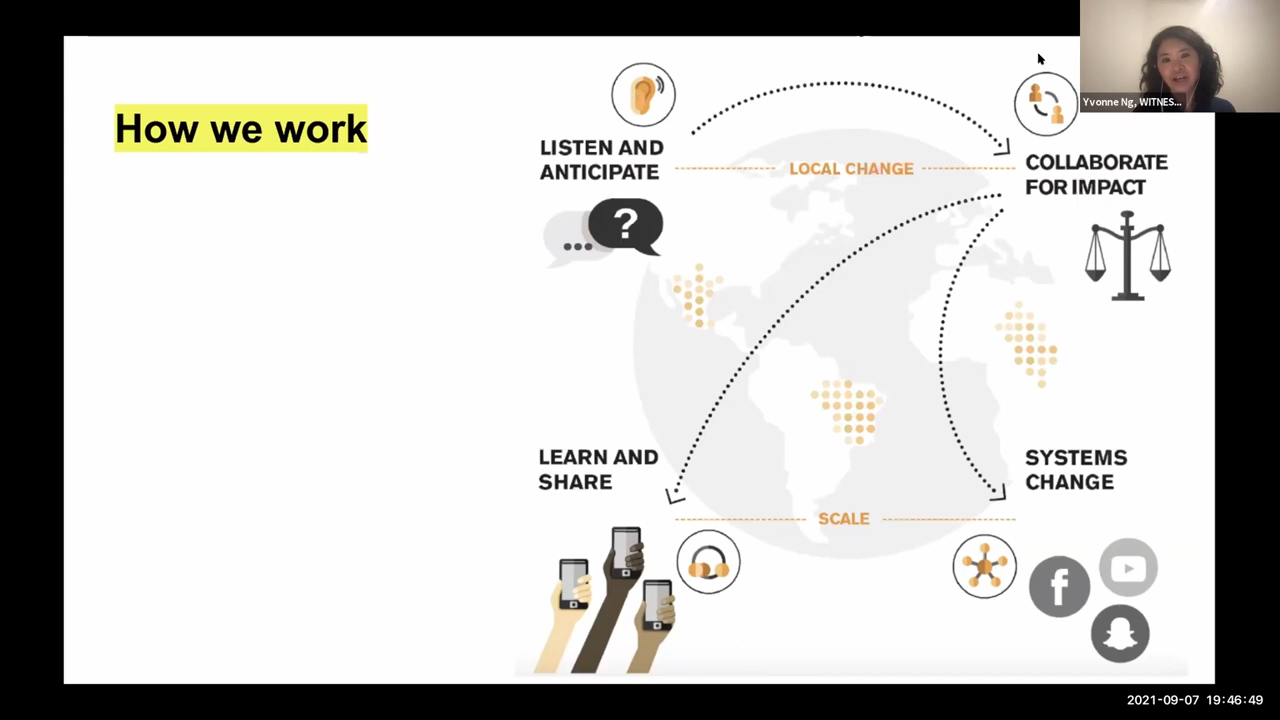 How we work
LISTEN AND
ANTICIPATE
LOCAL CHANGE
COLLABORATE
FOR IMPACT
?
LEARN AND
SHARE
SCALE
SYSTEMS
CHANGE
f
Yvonne Ng, WITNES...
2021-09-07 19:46:49